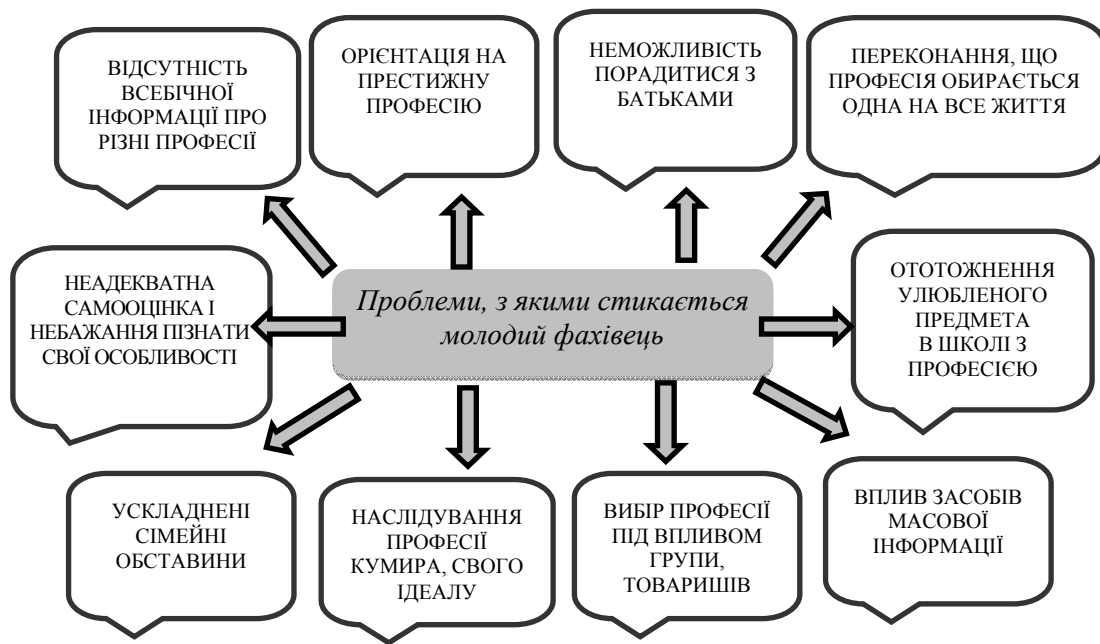 ВІДСУТНІСТЬ
ВСЕБІЧНОЇ
ІНФОРМАЦІЇ ПРО
РІЗНІ ПРОФЕСІЇ
ОРІЄНТАЦІЯ НА
ПРЕСТИЖНУ
ПРОФЕСІЮ
НЕМОЖЛИВІСТЬ
ПОРАДИТИСЯ З
БАТЬКАМИ
ПЕРЕКОНАННЯ, ЩО
ПРОФЕСІЯ ОБИРАЄТЬСЯ
ОДНА НА ВСЕ ЖИТТЯ
НЕАДЕКВАТНА
САМООЦІНКА І
НЕБАЖАННЯ ПІЗНАТИ
СВОЇ ОСОБЛИВОСТІ
Проблеми, з якими стикається
молодий фахівець
ОТОТОЖНЕННЯ
УЛЮБЛЕНОГО
ПРЕДМЕТА
В ШКОЛІ З
ПРОФЕСІЄЮ
УСКЛАДНЕНІ
СІМЕЙНІ
ОБСТАВИНИ
НАСЛІДУВАННЯ
ПРОФЕСІЇ
КУМИРА, СВОГО
ІДЕАЛУ
ВИБІР ПРОФЕСІЇ
ПІД ВПЛИВОМ
ГРУПИ,
ТОВАРИШІВ
ВПЛИВ ЗАСОБІВ
МАСОВОЇ
ІНФОРМАЦІЇ